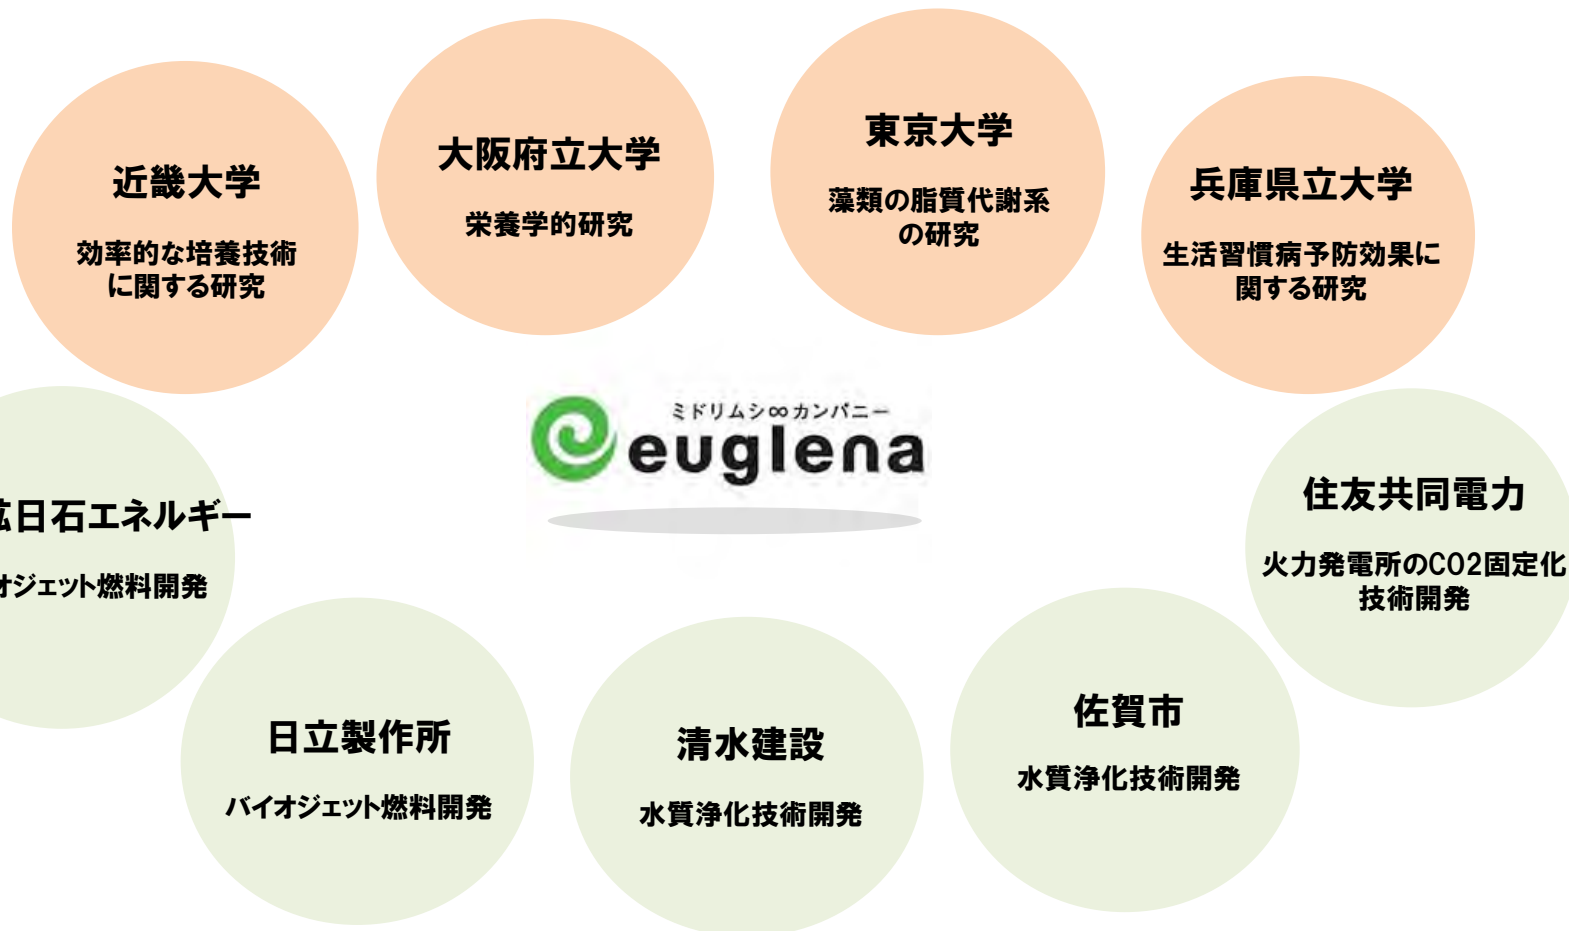 近畿大学
効率的な培養技術
に関する研究
大阪府立大学
栄養学的研究
東京大学
藻類の脂質代謝系
の研究
兵庫県立大学
生活習慣病予防効果に
関する研究
ミドリムシ∞カンパニー
euglena
日石エネルギー
オジェット燃料開発
住友共同電力
火力発電所のCO2固定化
技術開発
日立製作所
バイオジェット燃料開発
清水建設
水質浄化技術開発
佐賀市
水質浄化技術開発